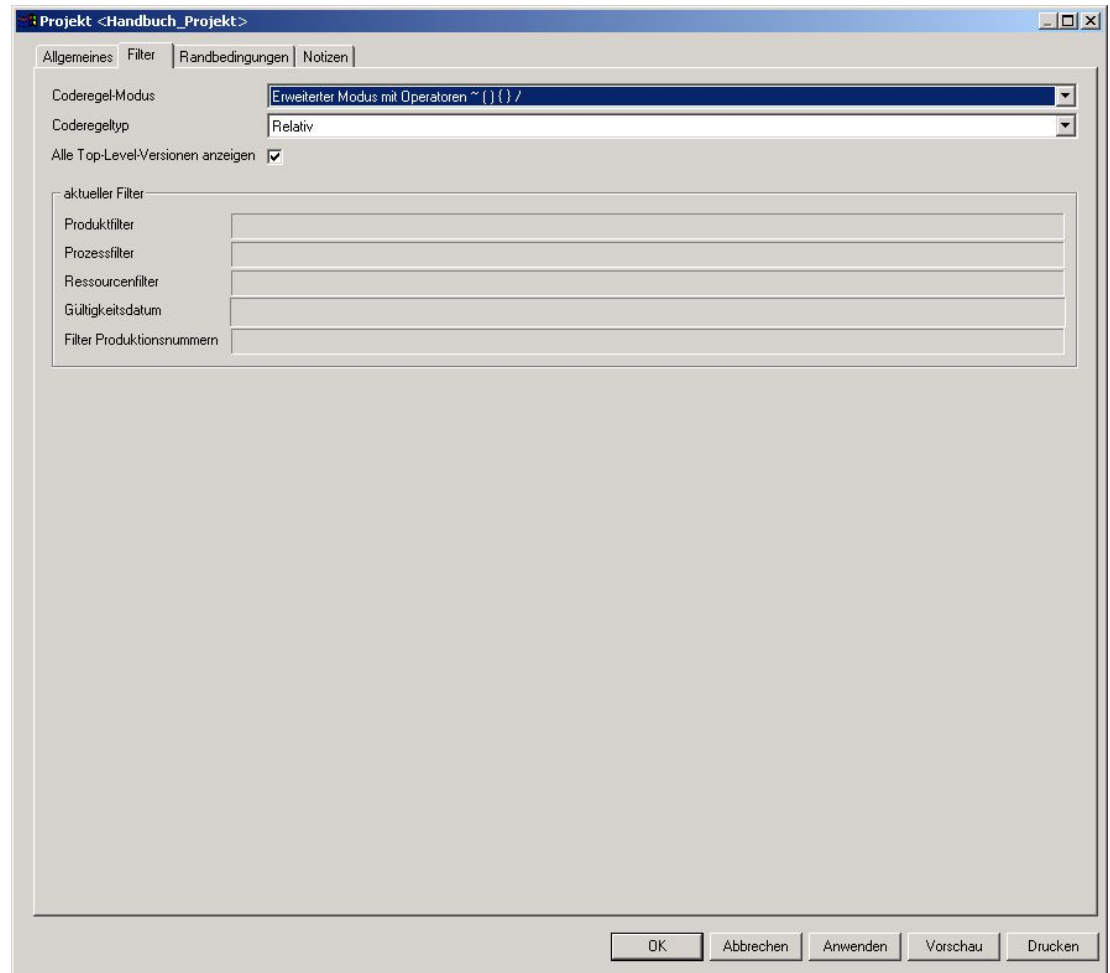 Projekt <Handbuch_Projekt>
Allgemeines Filter Randbedingungen Notizen
Coderegel-Modus Erweiterter Modus mit Operatoren ~ ( ) { } /
Coderegeltyp Relativ
Alle Top-Level-Versionen anzeigen
aktueller Filter
Produktfilter
Prozessfilter
Ressourcenfilter
Gültigkeitsdatum
Filter Produktionsnummern
OK Abbrechen Anwenden Vorschau Drucken